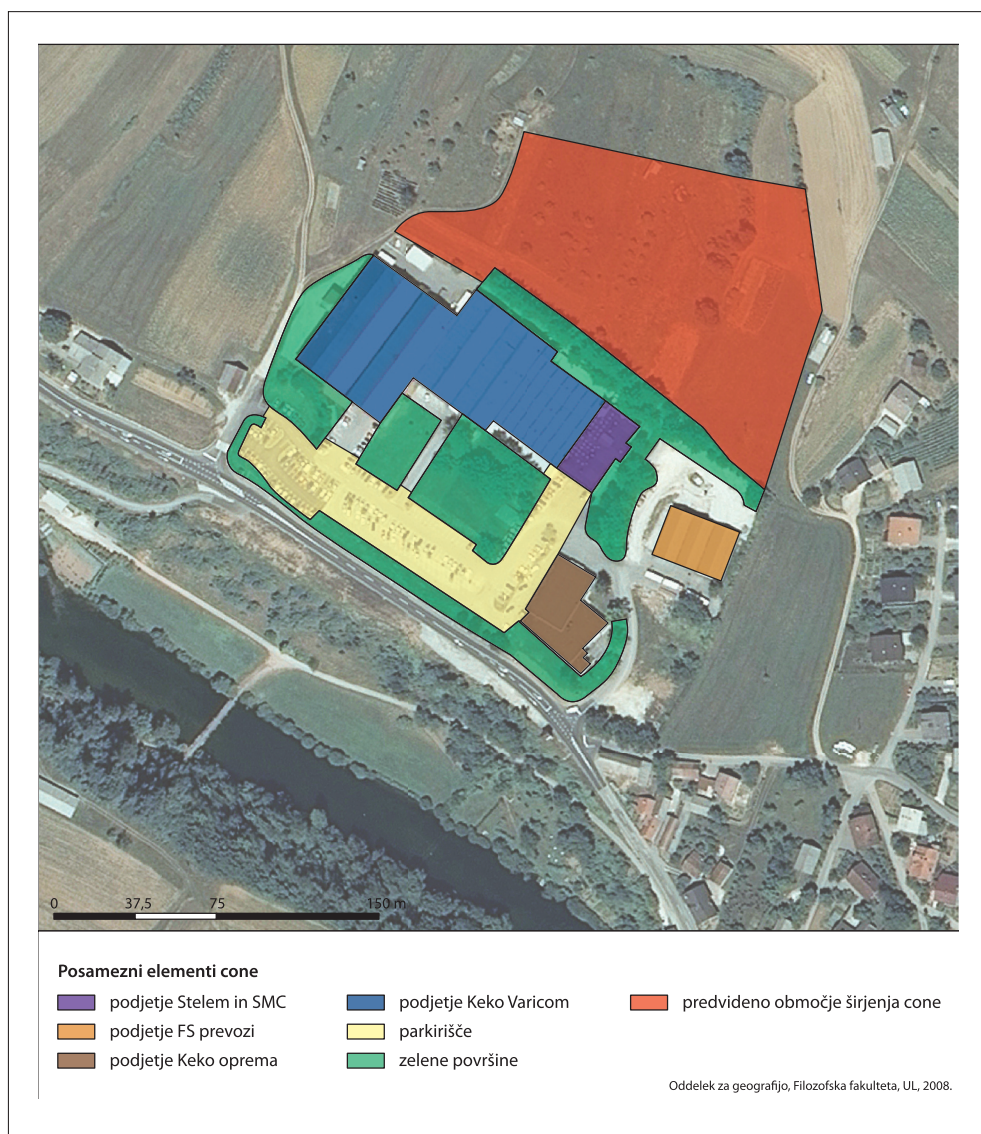 0 37,5 75 150 m
Posamezni elementi cone
podjetje Stelem in SMC
podjetje FS prevozi
podjetje Keko oprema
podjetje Keko Varicom
parkirišče
zelene površine
predvideno območje širjenja cone
Oddelek za geografijo, Filozofska fakulteta, UL, 2008.